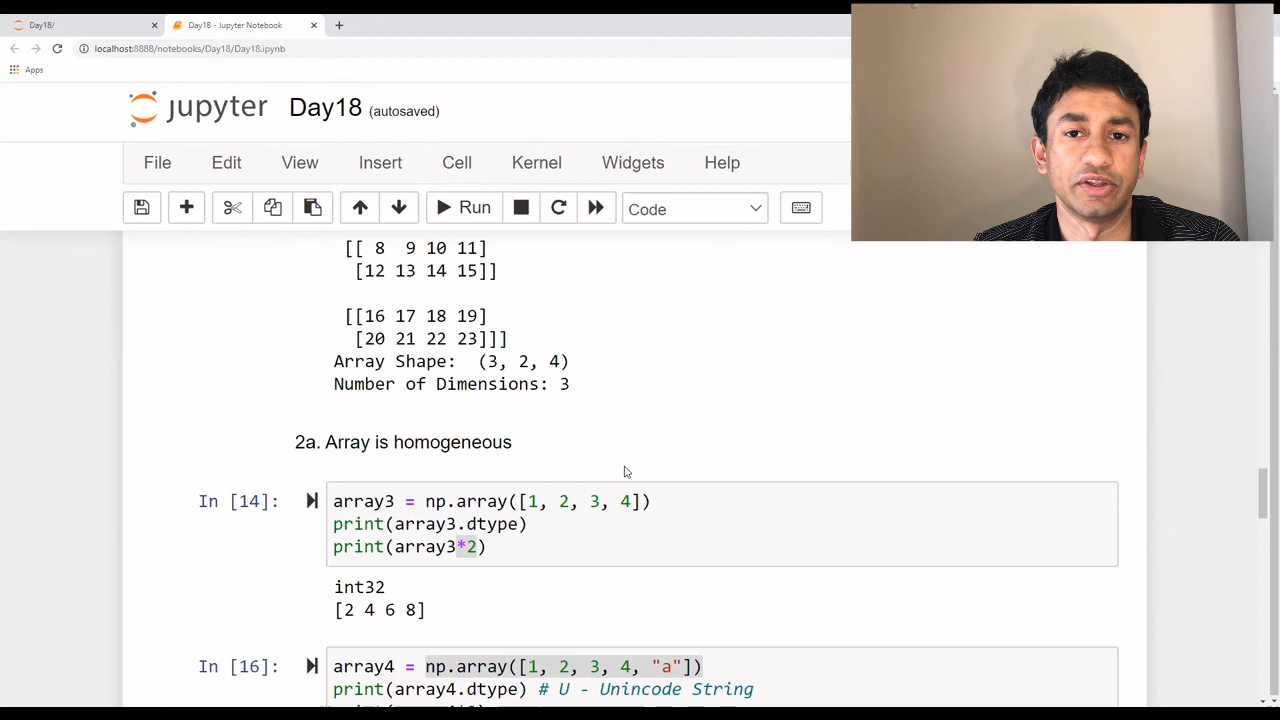 Day18/
Day18 - Jupyter Notebook
localhost:8888/notebooks/Day18/Day18.ipynb
Apps
jupyter Day18 (autosaved)
File Edit View Insert Cell Kernel Widgets Help
Run Code
[[ 8 9 10 11]
[12 13 14 15]]
[[16 17 18 19]
[20 21 22 23]]]
Array Shape: (3, 2, 4)
Number of Dimensions: 3
2a. Array is homogeneous
In [14]: array3 = np.array([1, 2, 3, 4])
print(array3.dtype)
print(array3*2)
int32
[2 4 6 8]
In [16]: array4 = np.array([1, 2, 3, 4, "a"])
print(array4.dtype) # U - Unincode String